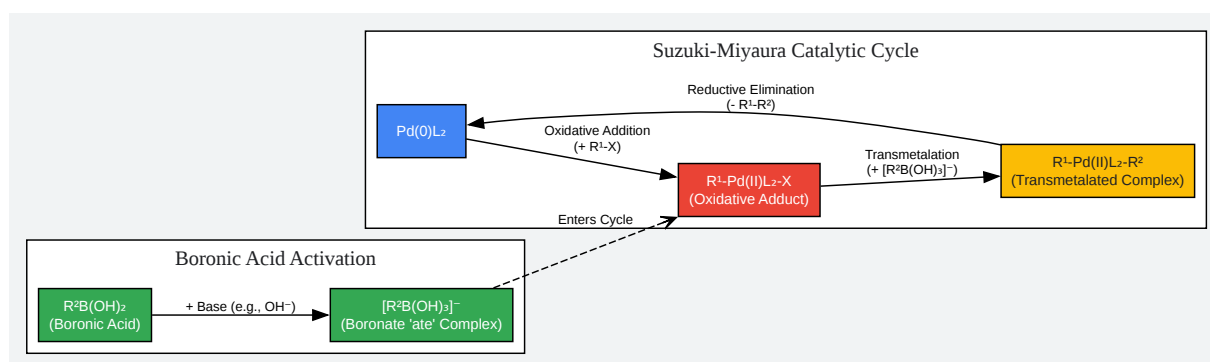 Suzuki-Miyaura Catalytic Cycle
Reductive Elimination
(- R¹-R²)
Pd(0)L₂
Oxidative Addition
(+ R¹-X)
Transmetalation
(+ [R²B(OH)₃]⁻)
R¹-Pd(II)L₂-R²
(Transmetalated Complex)
R¹-Pd(II)L₂-X
(Oxidative Adduct)
Enters Cycle
Boronic Acid Activation
R²B(OH)₂
(Boronic Acid)
+ Base (e.g., OH⁻)
[R²B(OH)₃]⁻
(Boronate 'ate' Complex)